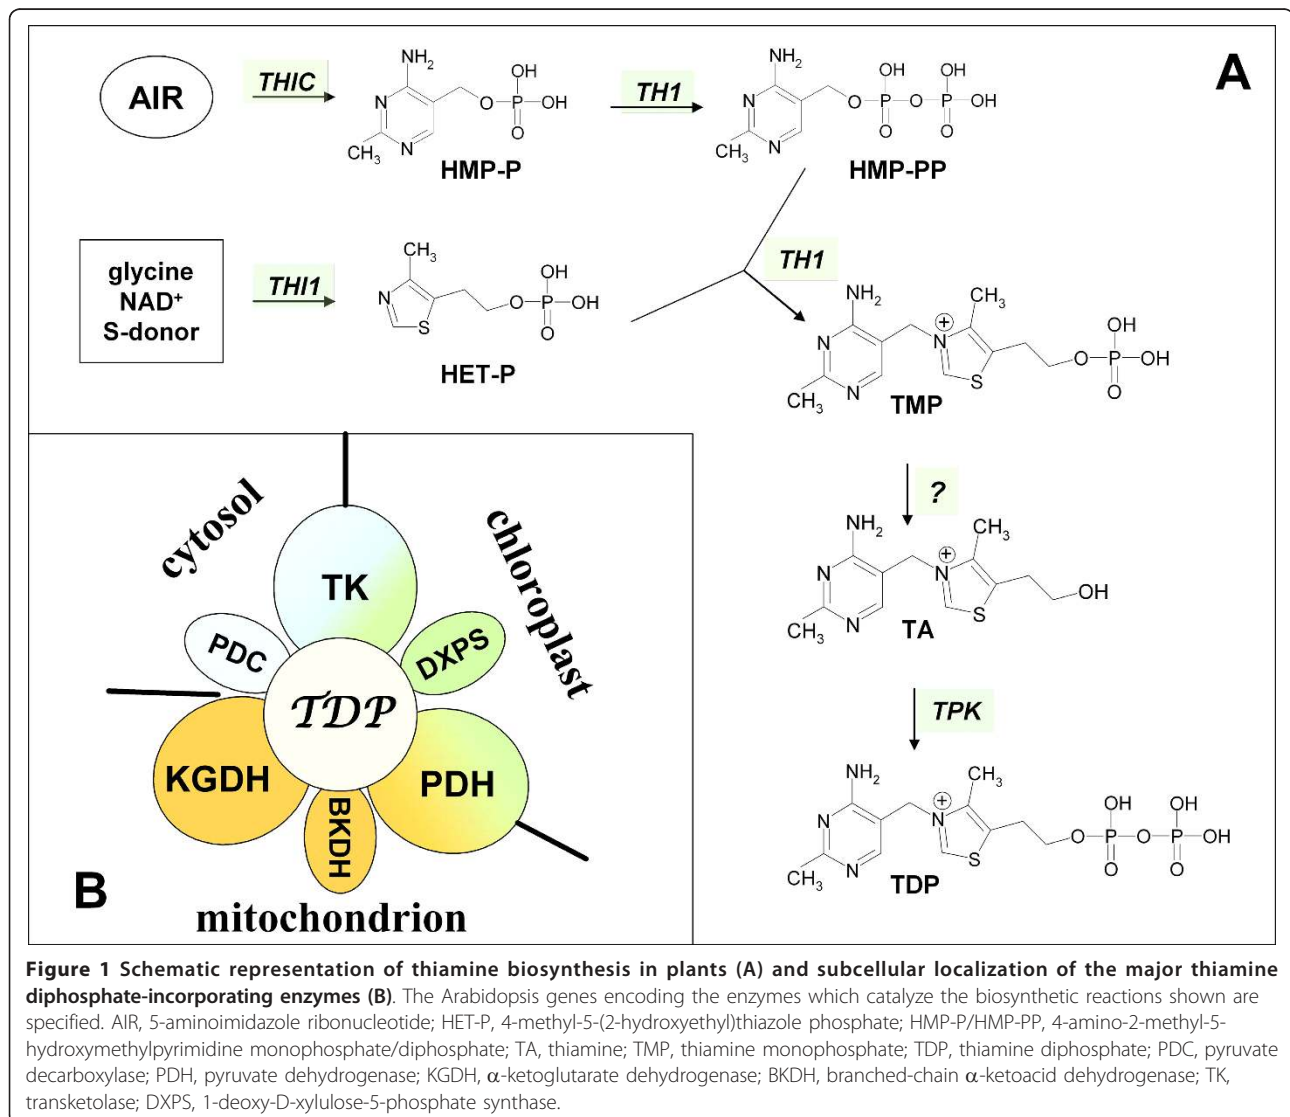 A
AIR
THIC
NH₂
N
N
CH₃
O
P
OH
OH
O
HMP-P
TH1
NH₂
N
N
CH₃
O
P
OH
O
O
P
OH
OH
O
HMP-PP
glycine
NAD⁺
S-donor
THI1
CH₃
N
S
O
P
OH
OH
O
HET-P
TH1
NH₂
N
N
CH₃
N
+
CH₃
S
O
P
OH
OH
O
TMP
?
NH₂
N
N
CH₃
N
+
CH₃
S
OH
TA
TPK
NH₂
N
N
CH₃
N
+
CH₃
S
O
P
OH
O
O
P
OH
OH
O
TDP
B
cytosol
chloroplast
mitochondrion
TK
PDC
DXPS
TDP
KGDH
PDH
BKDH
Figure 1 Schematic representation of thiamine biosynthesis in plants (A) and subcellular localization of the major thiamine
diphosphate-incorporating enzymes (B). The Arabidopsis genes encoding the enzymes which catalyze the biosynthetic reactions shown are
specified. AIR, 5-aminoimidazole ribonucleotide; HET-P, 4-methyl-5-(2-hydroxyethyl)thiazole phosphate; HMP-P/HMP-PP, 4-amino-2-methyl-5-
hydroxymethylpyrimidine monophosphate/diphosphate; TA, thiamine; TMP, thiamine monophosphate; TDP, thiamine diphosphate; PDC, pyruvate
decarboxylase; PDH, pyruvate dehydrogenase; KGDH, α-ketoglutarate dehydrogenase; BKDH, branched-chain α-ketoacid dehydrogenase; TK,
transketolase; DXPS, 1-deoxy-D-xylulose-5-phosphate synthase.